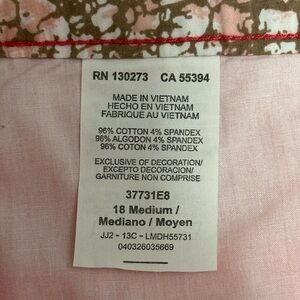 RN 130273 CA 55394
MADE IN VIETNAM
HECHO EN VIETNAM
FABRIQUE AU VIETNAM
96% COTTON 4% SPANDEX
96% ALGODON 4% SPANDEX
96% COTON 4% SPANDEX
EXCLUSIVE OF DECORATION/
EXCEPTO DECORACION/
GARNITURE NON COMPRISE
37731E8
18 Medium /
Mediano / Moyen
JJ2 - 13C - LMDH55731
040326035669